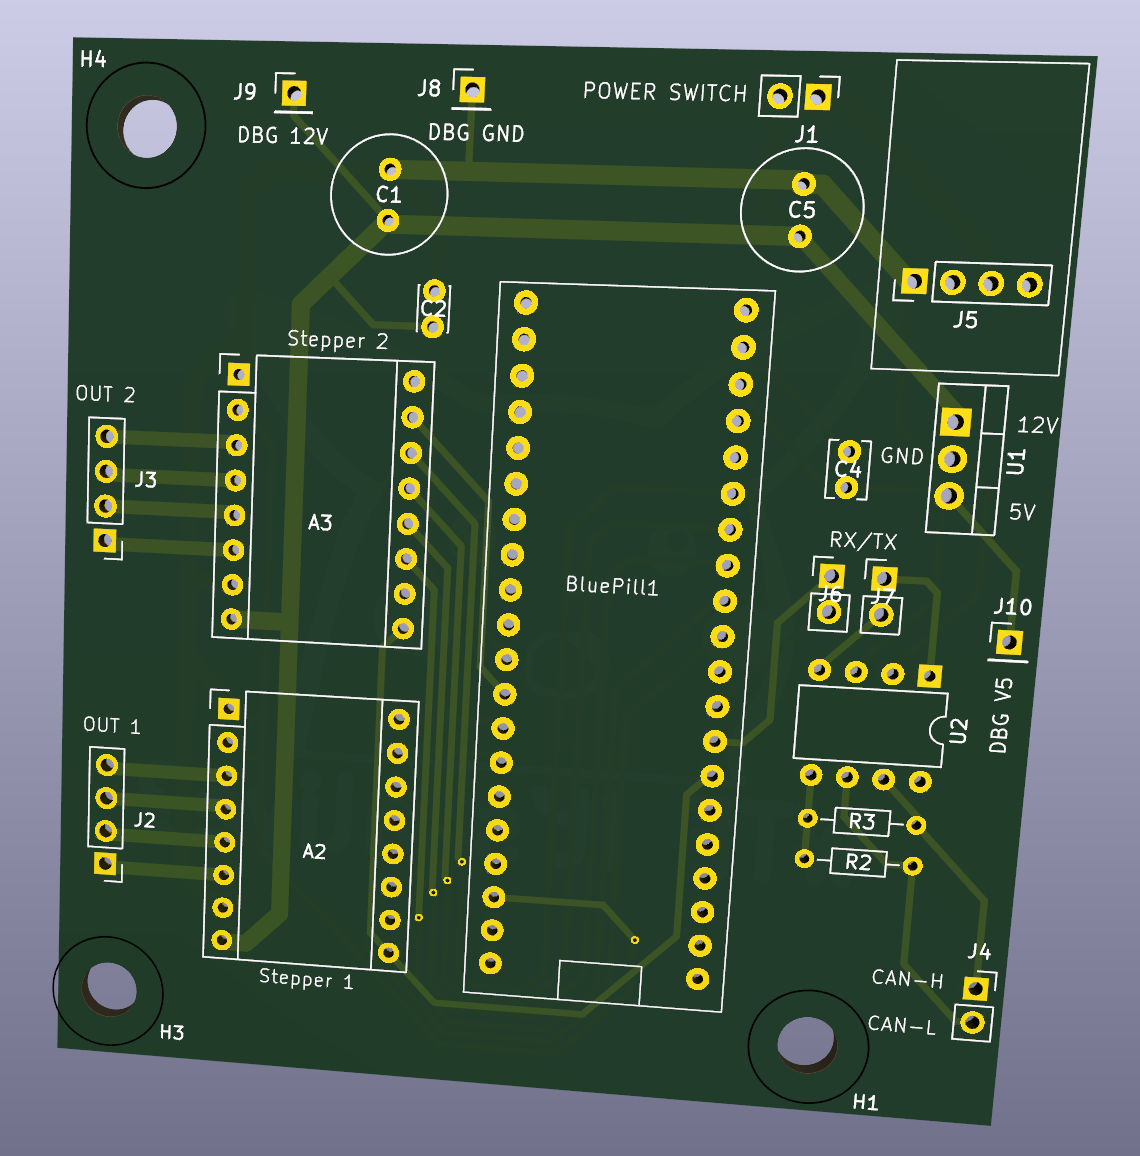 H4
J9
DBG 12V
J8
DBG GND
POWER SWITCH
J1
C1
C5
C2
J5
Stepper 2
OUT 2
J3
A3
BluePill1
12V
GND
C4
U1
5V
RX/TX
J6
J7
J10
DBG V5
U2
OUT 1
J2
A2
R3
R2
Stepper 1
J4
CAN-H
CAN-L
H3
H1